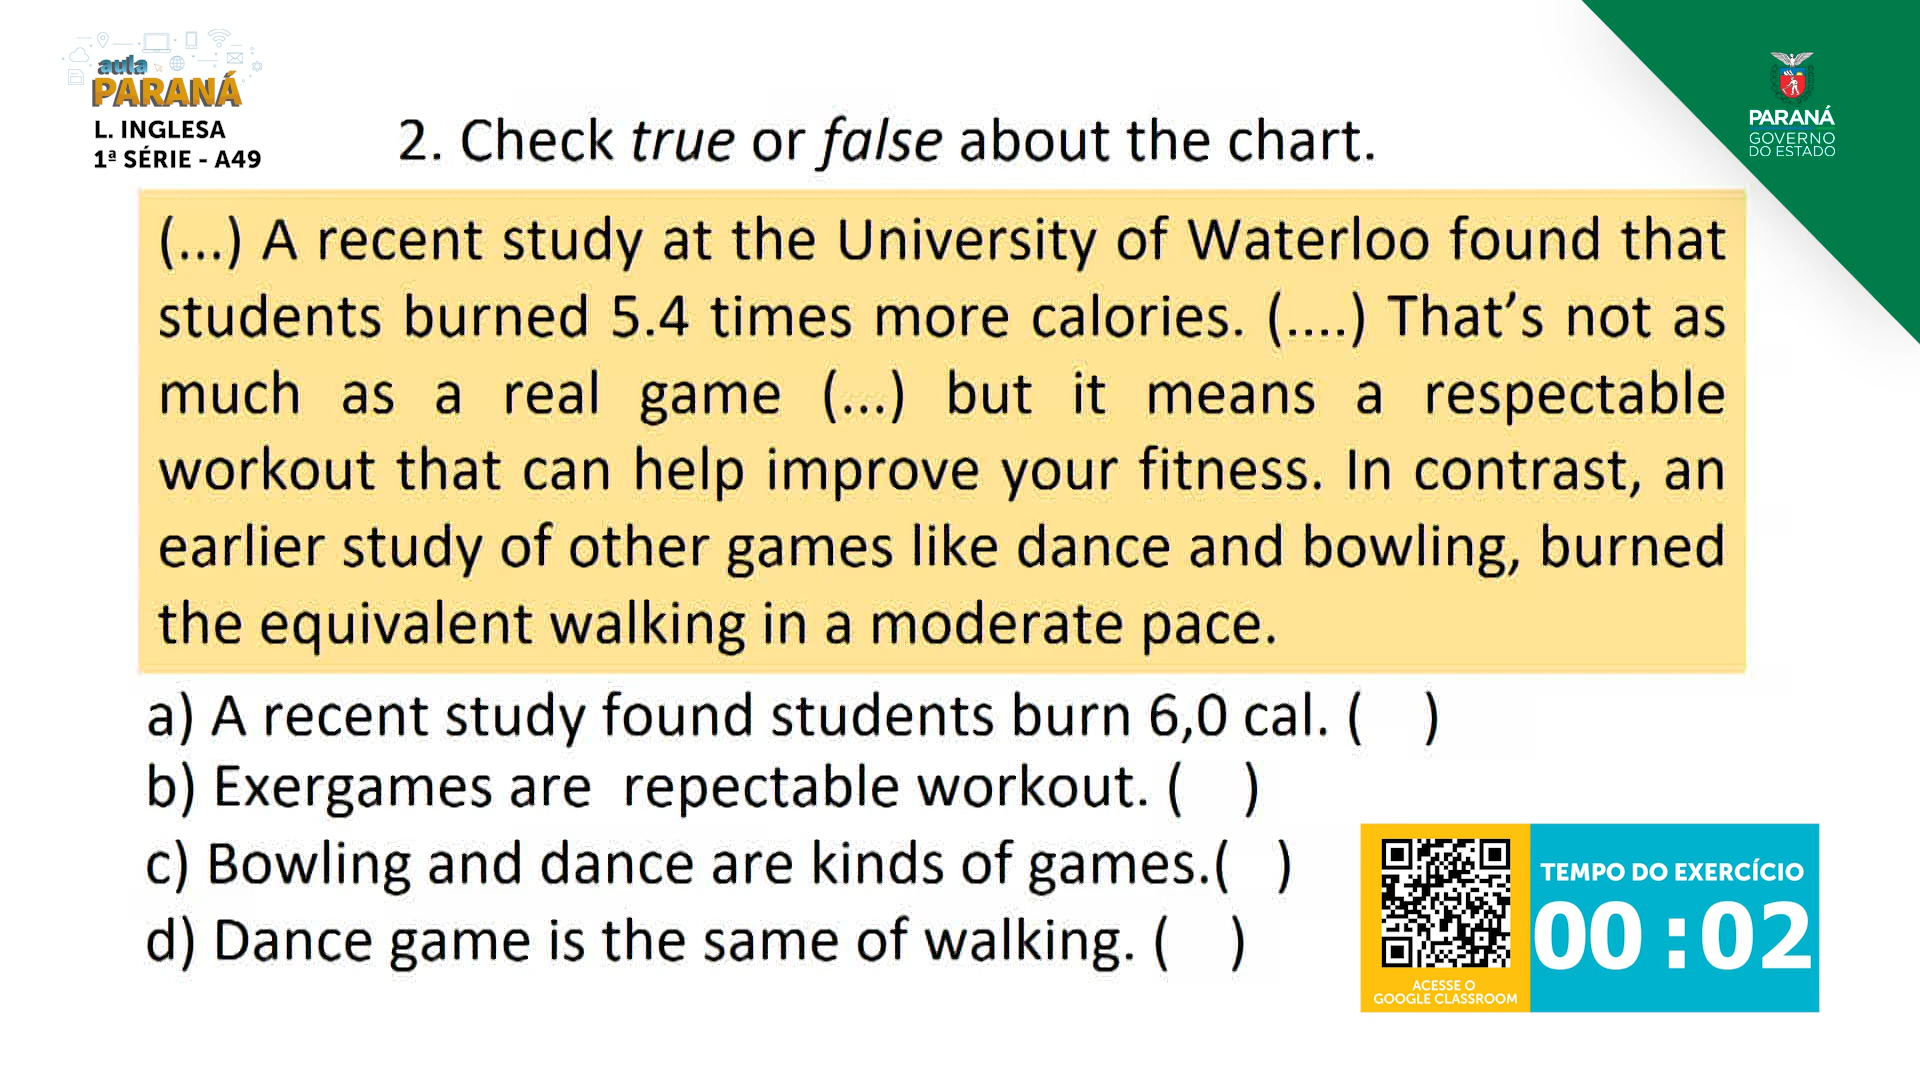 aula
PARANÁ
L. INGLESA
1ª SÉRIE - A49
PARANÁ
GOVERNO
DO ESTADO
2. Check true or false about the chart.
(...) A recent study at the University of Waterloo found that
students burned 5.4 times more calories. (....) That’s not as
much as a real game (...) but it means a respectable
workout that can help improve your fitness. In contrast, an
earlier study of other games like dance and bowling, burned
the equivalent walking in a moderate pace.
a) A recent study found students burn 6,0 cal. ( )
b) Exergames are repectable workout. ( )
c) Bowling and dance are kinds of games.( )
d) Dance game is the same of walking. ( )
ACESSE O
GOOGLE CLASSROOM
TEMPO DO EXERCÍCIO
00:02